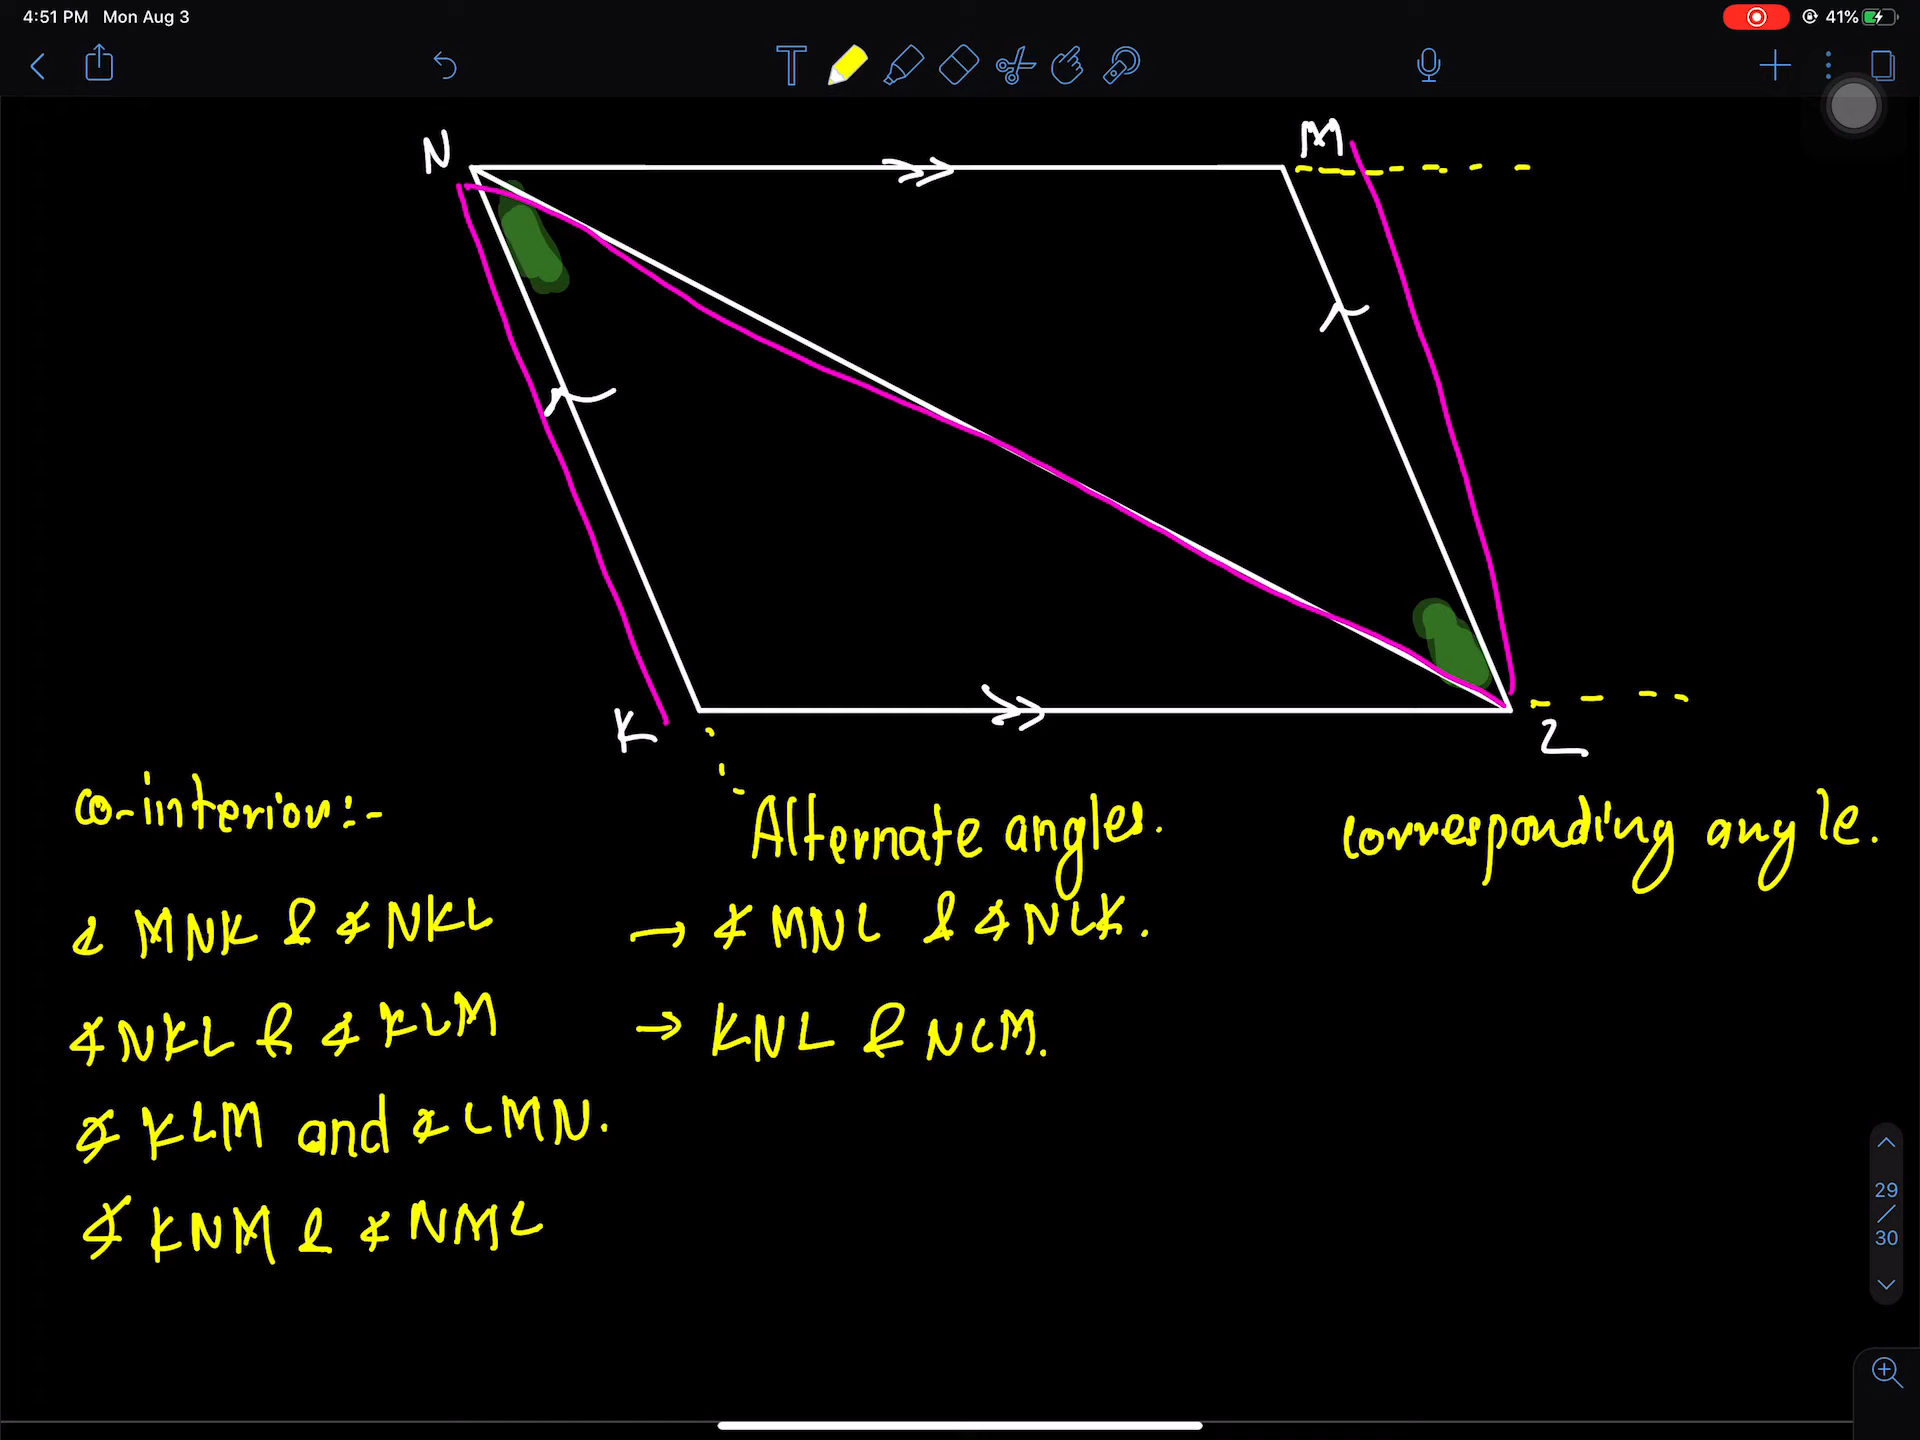 4:51 PM Mon Aug 3
41%
T
N
M
K
L
co-interior:-
Alternate angles.
corresponding angle.
∡ MNK & ∡ NKL
→ ∡ MNL & ∡ NLK.
∡ NKL & ∡ KLM
→ KNL & NLM.
∡ KLM and ∡ LMN.
∡ KNM & ∡ NML
29
/
30